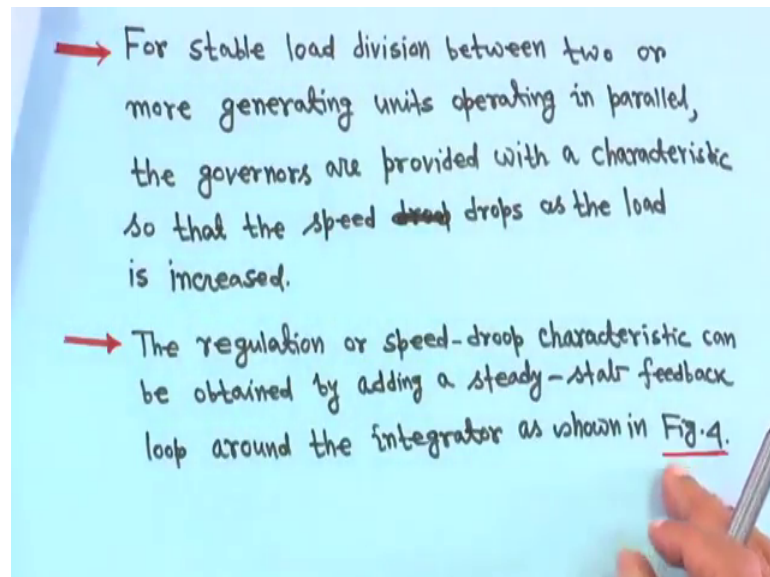 For stable load division between two or
more generating units operating in parallel,
the governors are provided with a characteristic
so that the speed drops as the load
is increased.
The regulation or speed-droop characteristic can
be obtained by adding a steady-state feedback
loop around the integrator as shown in Fig.4.